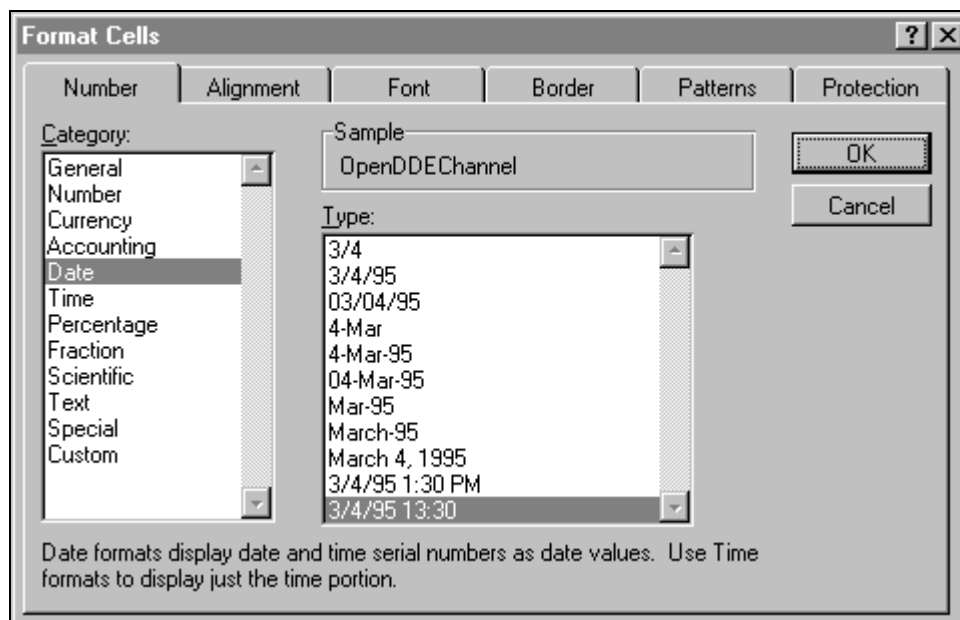 Format Cells
? X
Number Alignment Font Border Patterns Protection
Category:
General
Number
Currency
Accounting
Date
Time
Percentage
Fraction
Scientific
Text
Special
Custom
Sample
OpenDDEChannel
Type:
3/4
3/4/95
03/04/95
4-Mar
4-Mar-95
04-Mar-95
Mar-95
March-95
March 4, 1995
3/4/95 1:30 PM
3/4/95 13:30
OK
Cancel
Date formats display date and time serial numbers as date values.  Use Time
formats to display just the time portion.